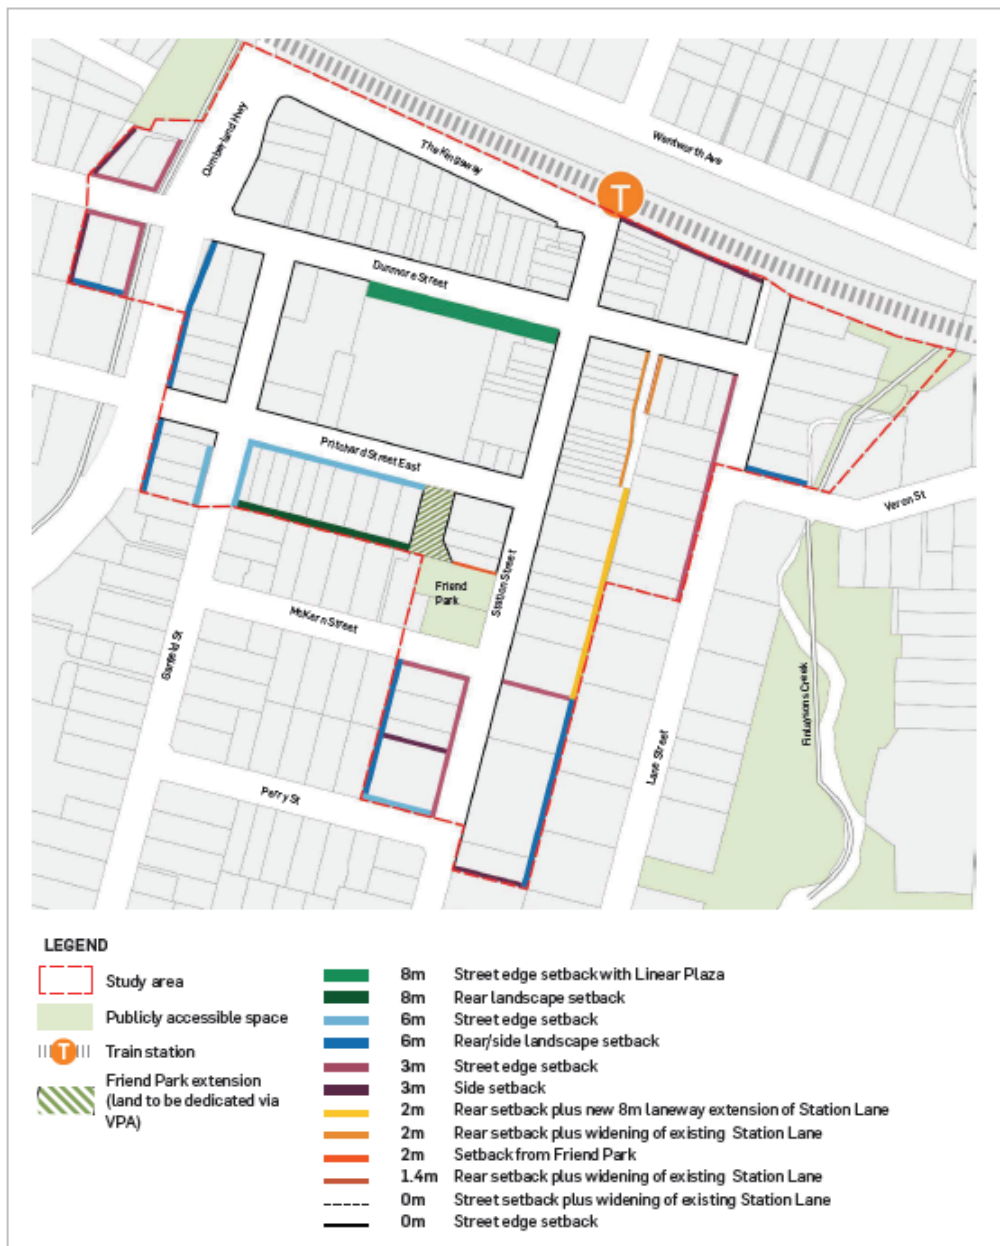 Wentworth Ave
Cumberland Hwy
The Kingsway
T
Dunmore Street
Pritchard Street East
Veron St
Friend
Park
Station Street
McKern Street
Garfield St
Finlaysons Creek
Lane Street
Perry St
LEGEND
Study area
Publicly accessible space
T
Train station
Friend Park extension
(land to be dedicated via
VPA)
8m Street edge setback with Linear Plaza
8m Rear landscape setback
6m Street edge setback
6m Rear/side landscape setback
3m Street edge setback
3m Side setback
2m Rear setback plus new 8m laneway extension of Station Lane
2m Rear setback plus widening of existing Station Lane
2m Setback from Friend Park
1.4m Rear setback plus widening of existing Station Lane
0m Street setback plus widening of existing Station Lane
0m Street edge setback